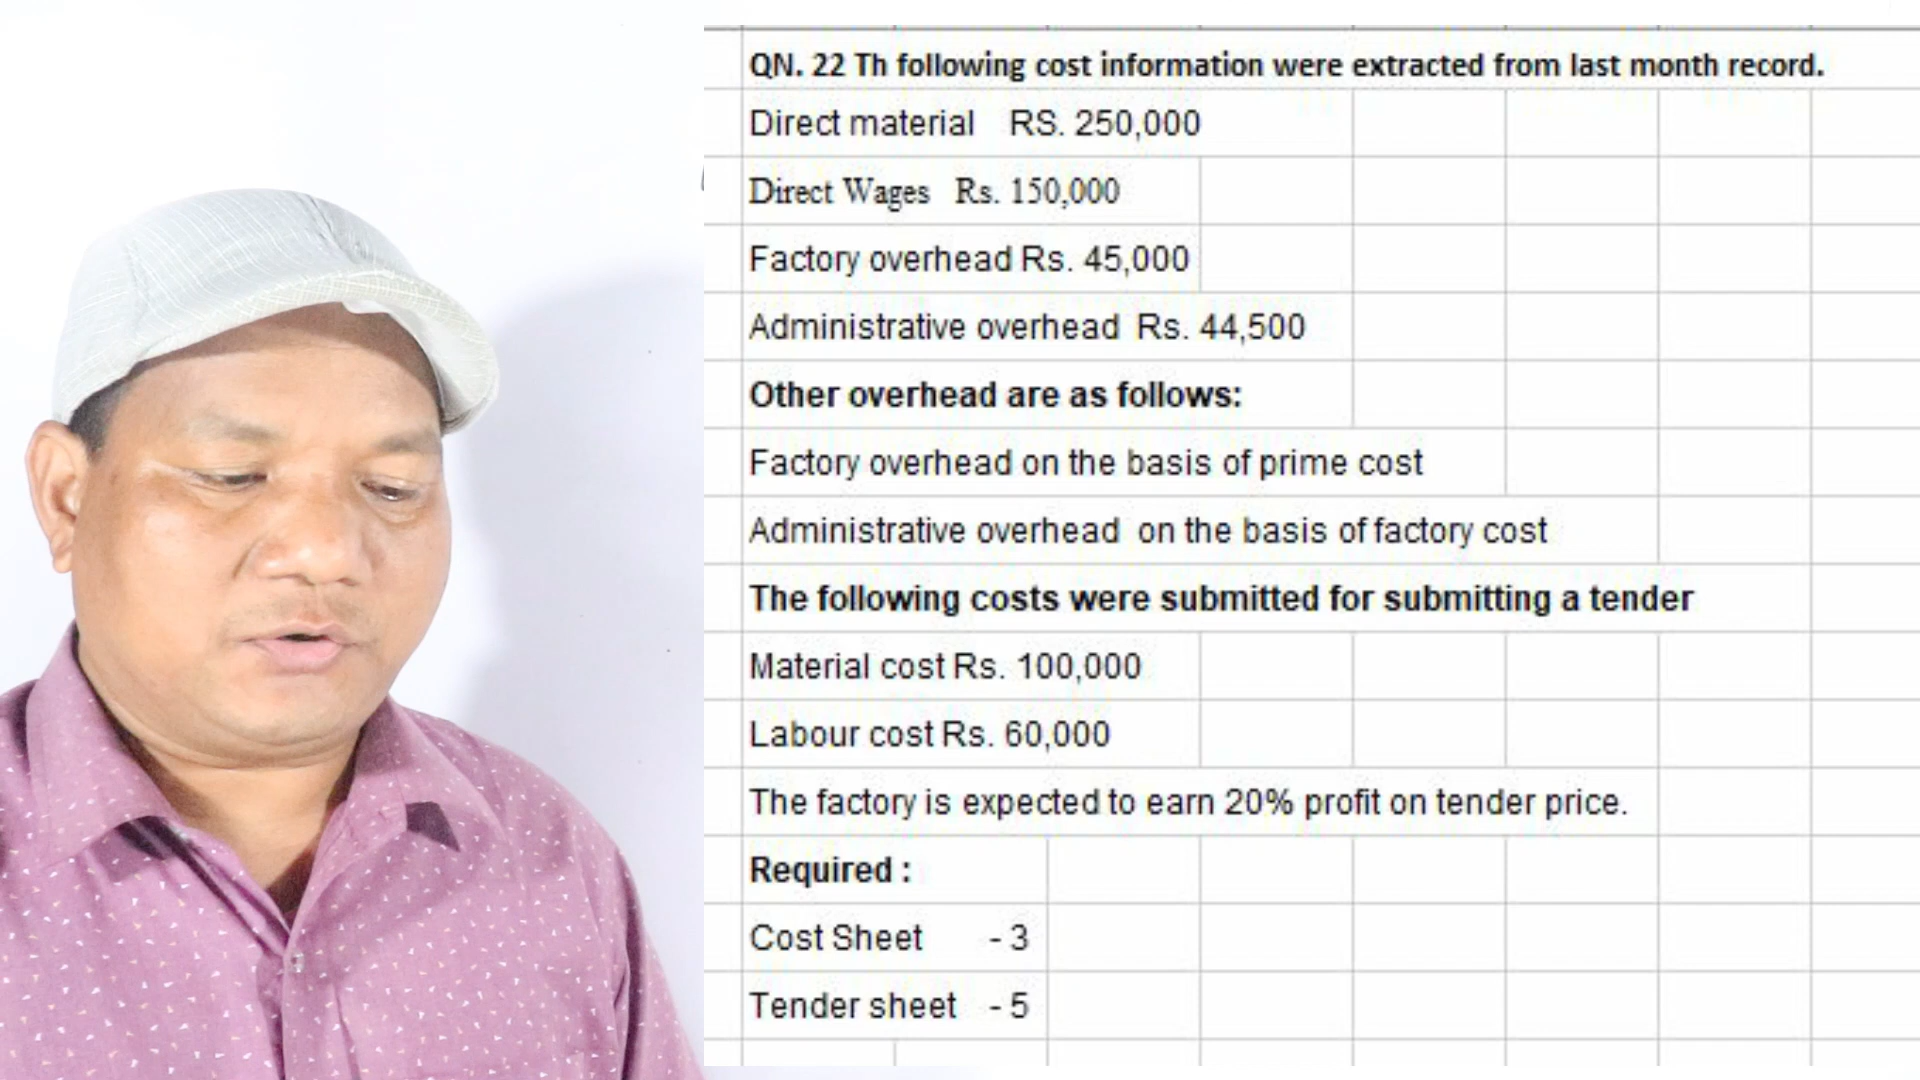 QN. 22 Th following cost information were extracted from last month record.
Direct material RS. 250,000
Direct Wages Rs. 150,000
Factory overhead Rs. 45,000
Administrative overhead Rs. 44,500
Other overhead are as follows:
Factory overhead on the basis of prime cost
Administrative overhead on the basis of factory cost
The following costs were submitted for submitting a tender
Material cost Rs. 100,000
Labour cost Rs. 60,000
The factory is expected to earn 20% profit on tender price.
Required :
Cost Sheet - 3
Tender sheet - 5